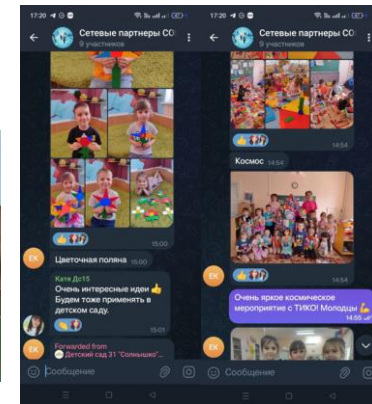 17:20
Сетевые партнеры СО
9 участников
15:00
Цветочная поляна 15:00
Катя Дс15
Очень интересные идеи 👍
Будем тоже применять в
детском саду.
15:01
Forwarded from
Детский сад 31 "Солнышко"...
Сообщение
17:20
Сетевые партнеры СО
9 участников
14:54
Космос 14:54
14:54
Очень яркое космическое
мероприятие с ТИКО! Молодцы 💪
14:55
Сообщение